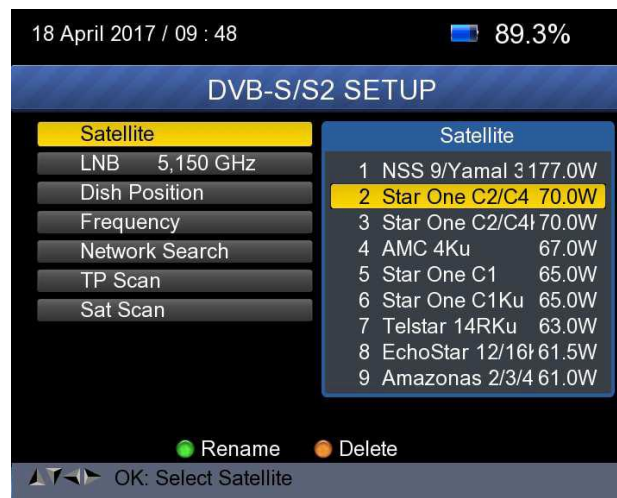 18 April 2017 / 09 : 48
89.3%
DVB-S/S2 SETUP
Satellite
LNB 5,150 GHz
Dish Position
Frequency
Network Search
TP Scan
Sat Scan
Satellite
1 NSS 9/Yamal 3 177.0W
2 Star One C2/C4 70.0W
3 Star One C2/C4 70.0W
4 AMC 4Ku 67.0W
5 Star One C1 65.0W
6 Star One C1Ku 65.0W
7 Telstar 14RKu 63.0W
8 EchoStar 12/16 61.5W
9 Amazonas 2/3/4 61.0W
Rename
Delete
OK: Select Satellite